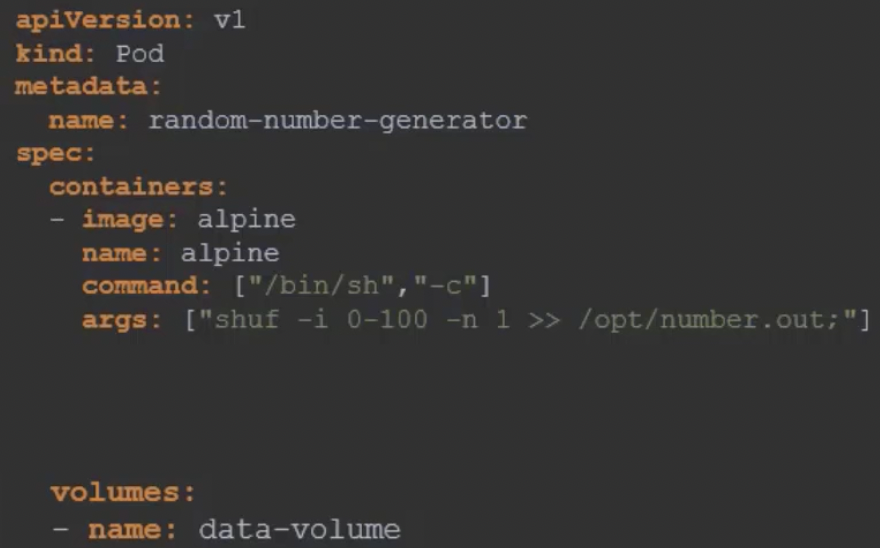 apiVersion: v1
kind: Pod
metadata:
  name: random-number-generator
spec:
  containers:
  - image: alpine
    name: alpine
    command: ["/bin/sh","-c"]
    args: ["shuf -i 0-100 -n 1 >> /opt/number.out;"]
  volumes:
  - name: data-volume